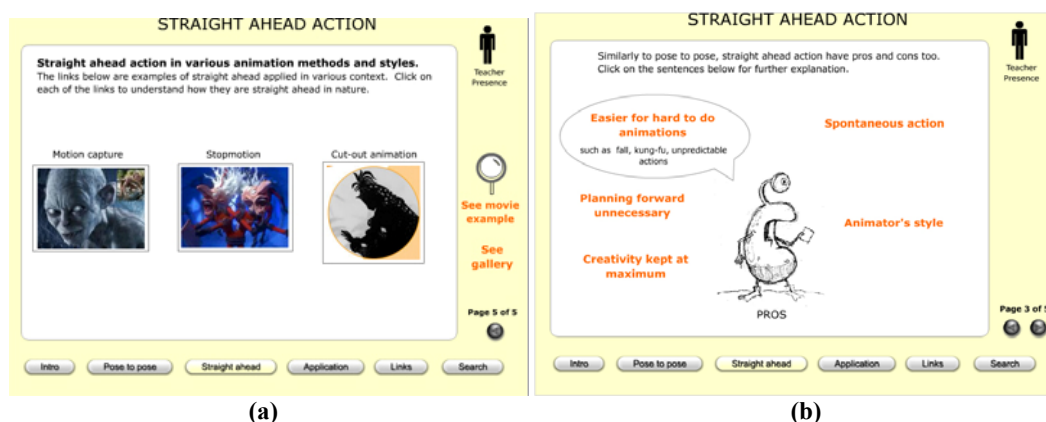 STRAIGHT AHEAD ACTION
Straight ahead action in various animation methods and styles.
The links below are examples of straight ahead applied in various context. Click on
each of the links to understand how they are straight ahead in nature.
Teacher
Presence
Motion capture
Stopmotion
Cut-out animation
See movie
example
See
gallery
Page 5 of 5
Intro
Pose to pose
Straight ahead
Application
Links
Search
(a)
STRAIGHT AHEAD ACTION
Similarly to pose to pose, straight ahead action have pros and cons too.
Click on the sentences below for further explanation.
Teacher
Presence
Easier for hard to do
animations
such as fall, kung-fu, unpredictable
actions
Spontaneous action
Planning forward
unnecessary
Animator's style
Creativity kept at
maximum
PROS
Page 3 of 5
Intro
Pose to pose
Straight ahead
Application
Links
Search
(b)